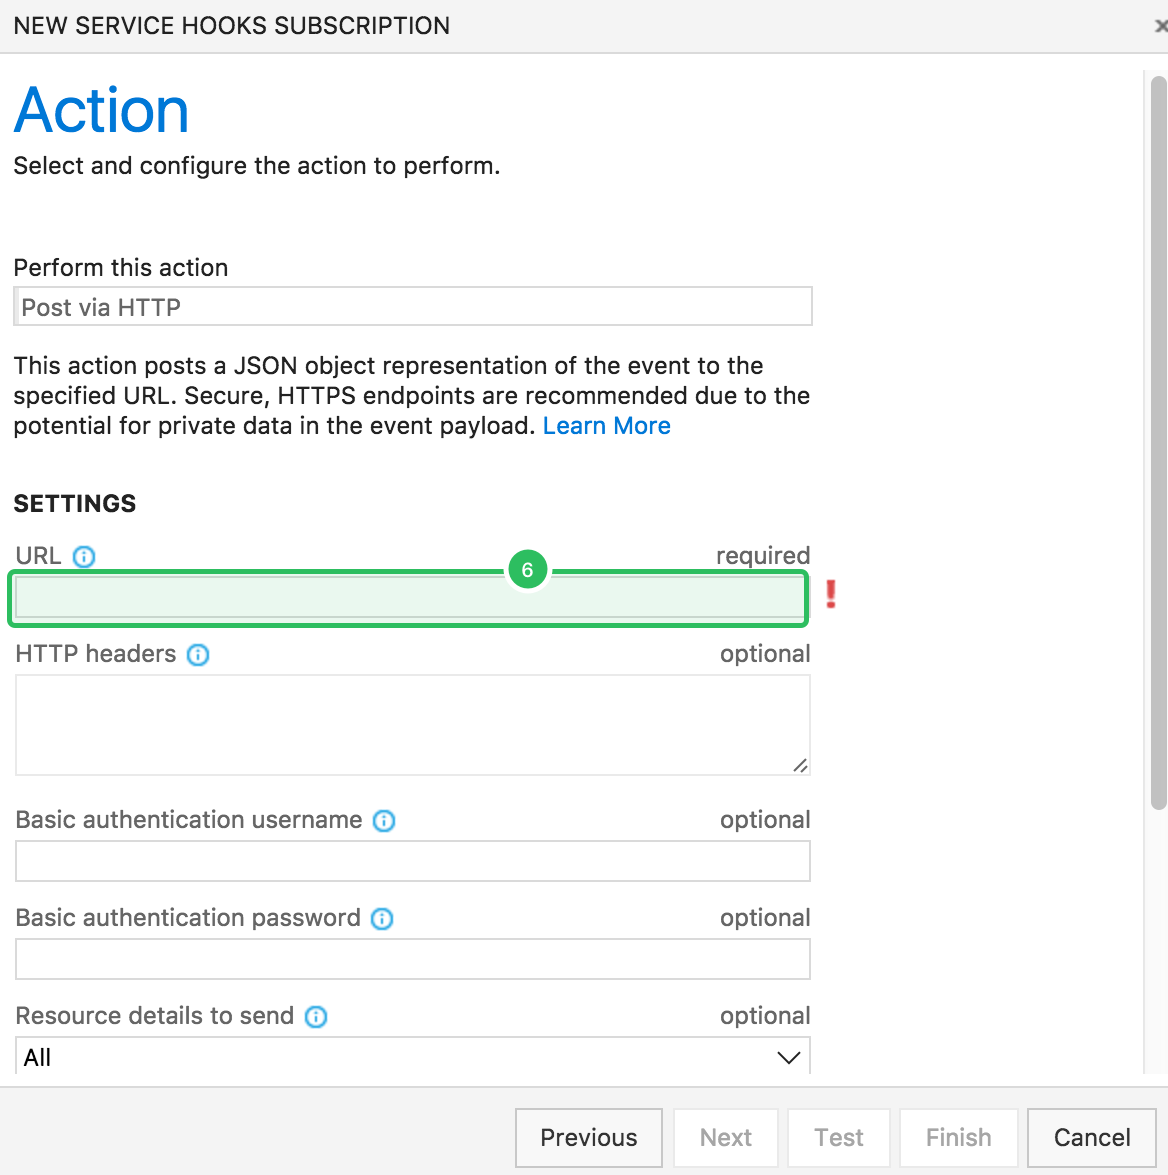 NEW SERVICE HOOKS SUBSCRIPTION
Action
Select and configure the action to perform.
Perform this action
Post via HTTP
This action posts a JSON object representation of the event to the
specified URL. Secure, HTTPS endpoints are recommended due to the
potential for private data in the event payload. Learn More
SETTINGS
URL required
6
HTTP headers optional
Basic authentication username optional
Basic authentication password optional
Resource details to send optional
All
Previous Next Test Finish Cancel